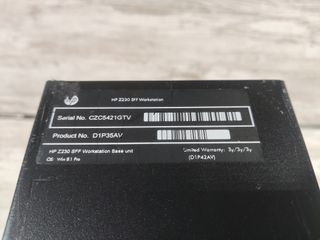 hp
HP Z230 SFF Workstation
Serial No. CZC5421GTV
Product No. D1P35AV
HP Z230 SFF Workstation Base unit
Limited Warranty: 3y/3y/3y
OS: Win 8.1 Pro
(D1P42AV)